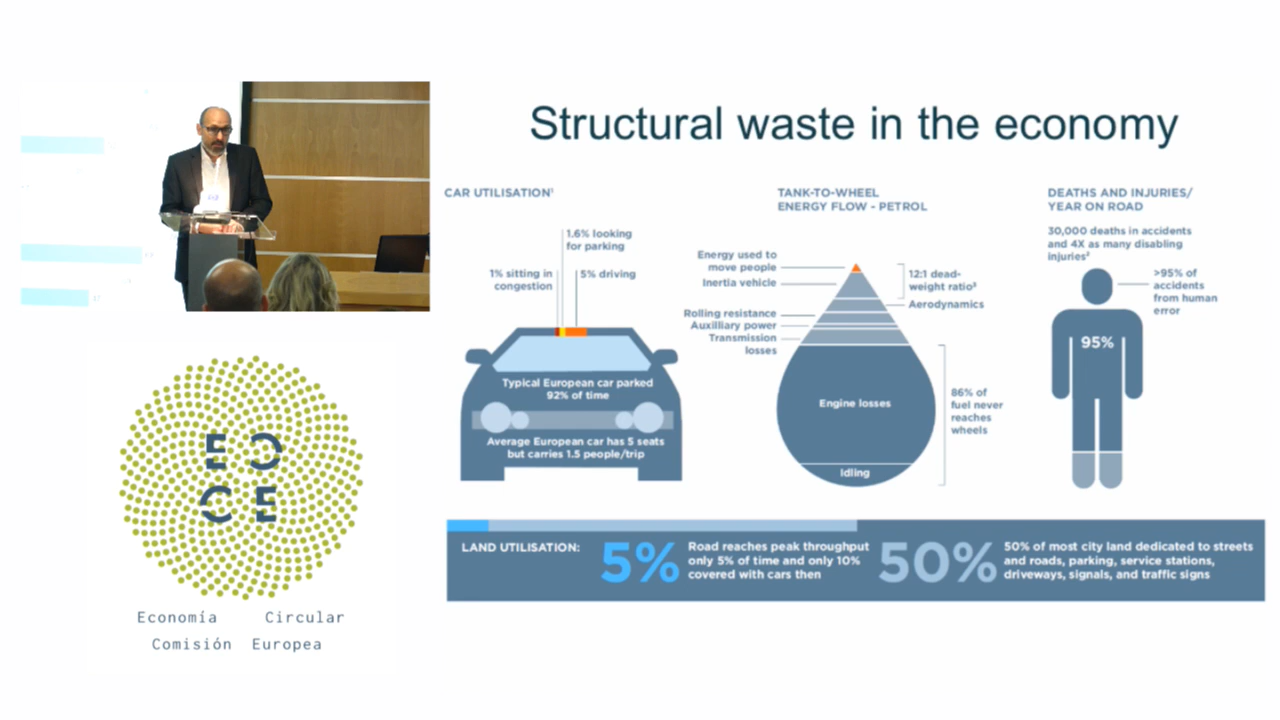 Structural waste in the economy
CAR UTILISATION¹
1.6% looking
for parking
1% sitting in
congestion
5% driving
Typical European car parked
92% of time
Average European car has 5 seats
but carries 1.5 people/trip
TANK-TO-WHEEL
ENERGY FLOW - PETROL
Energy used to
move people
Inertia vehicle
Rolling resistance
Auxilliary power
Transmission
losses
12:1 dead-
weight ratio³
Aerodynamics
Engine losses
86% of
fuel never
reaches
wheels
Idling
DEATHS AND INJURIES/
YEAR ON ROAD
30,000 deaths in accidents
and 4X as many disabling
injuries²
>95% of
accidents
from human
error
95%
LAND UTILISATION:
5%
Road reaches peak throughput
only 5% of time and only 10%
covered with cars then
50%
50% of most city land dedicated to streets
and roads, parking, service stations,
driveways, signals, and traffic signs
EC
CE
Economía Circular
Comisión Europea